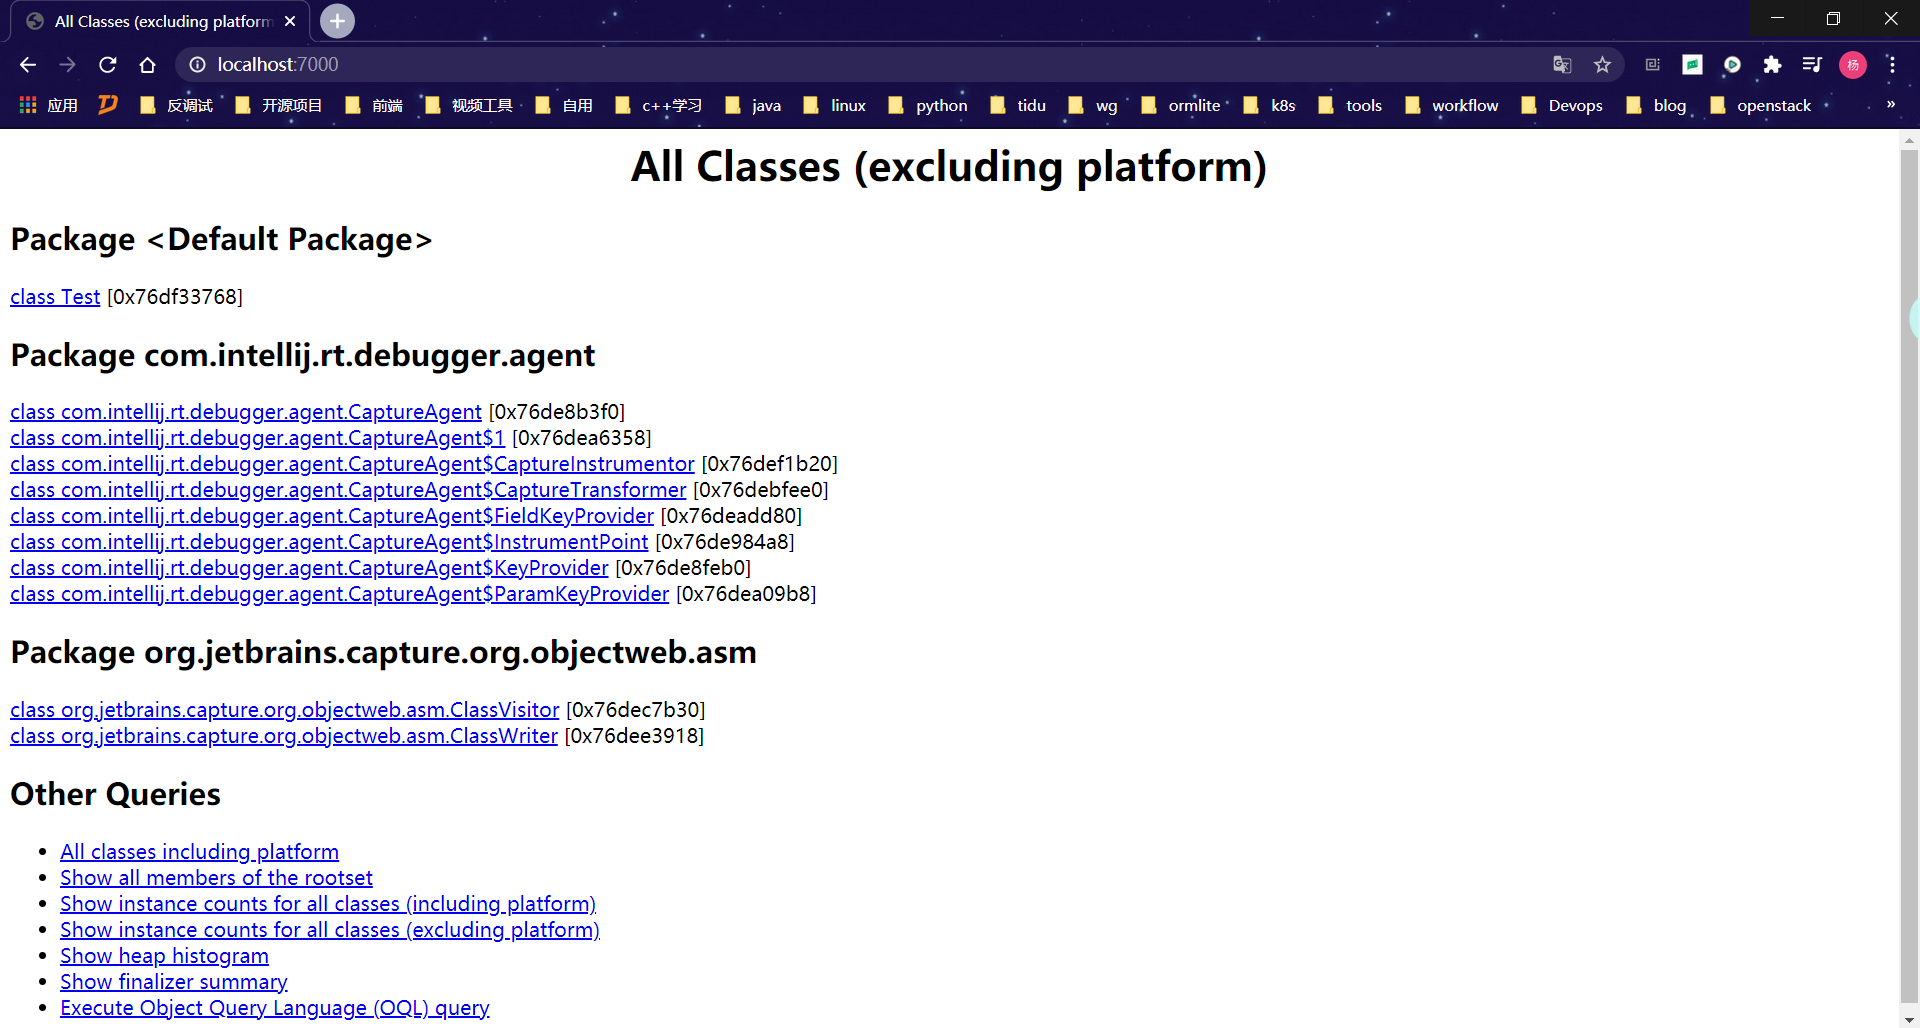 All Classes (excluding platform
localhost:7000
杨
应用 反调试 开源项目 前端 视频工具 自用 c++学习 java linux python tidu wg ormlite k8s tools workflow Devops blog openstack »
All Classes (excluding platform)
Package <Default Package>
class Test [0x76df33768]
Package com.intellij.rt.debugger.agent
class com.intellij.rt.debugger.agent.CaptureAgent [0x76de8b3f0]
class com.intellij.rt.debugger.agent.CaptureAgent$1 [0x76dea6358]
class com.intellij.rt.debugger.agent.CaptureAgent$CaptureInstrumentor [0x76def1b20]
class com.intellij.rt.debugger.agent.CaptureAgent$CaptureTransformer [0x76debfee0]
class com.intellij.rt.debugger.agent.CaptureAgent$FieldKeyProvider [0x76deadd80]
class com.intellij.rt.debugger.agent.CaptureAgent$InstrumentPoint [0x76de984a8]
class com.intellij.rt.debugger.agent.CaptureAgent$KeyProvider [0x76de8feb0]
class com.intellij.rt.debugger.agent.CaptureAgent$ParamKeyProvider [0x76dea09b8]
Package org.jetbrains.capture.org.objectweb.asm
class org.jetbrains.capture.org.objectweb.asm.ClassVisitor [0x76dec7b30]
class org.jetbrains.capture.org.objectweb.asm.ClassWriter [0x76dee3918]
Other Queries
• All classes including platform
• Show all members of the rootset
• Show instance counts for all classes (including platform)
• Show instance counts for all classes (excluding platform)
• Show heap histogram
• Show finalizer summary
• Execute Object Query Language (OQL) query